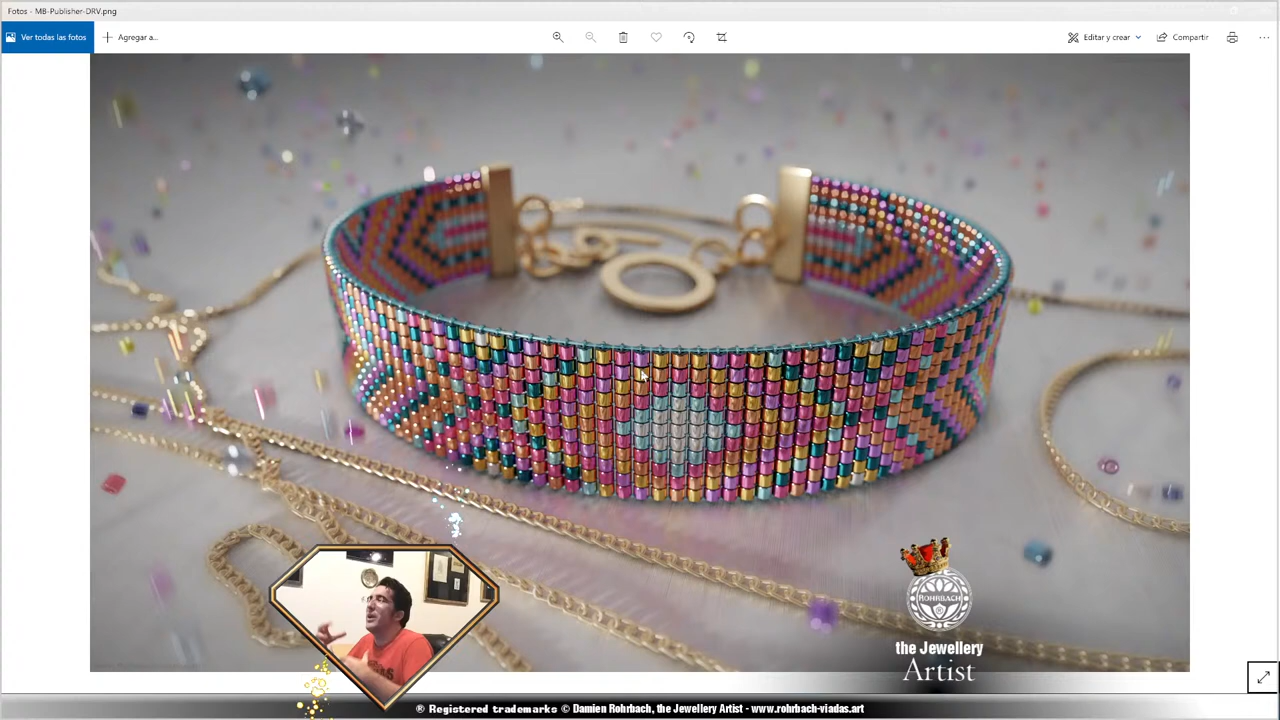 Fotos - MB-Publisher-DRV.png
Ver todas las fotos
Agregar a...
Editar y crear
Compartir
ROHRBACH
the Jewellery
Artist
® Registered trademarks © Damien Rohrbach, the Jewellery Artist - www.rohrbach-viadas.art